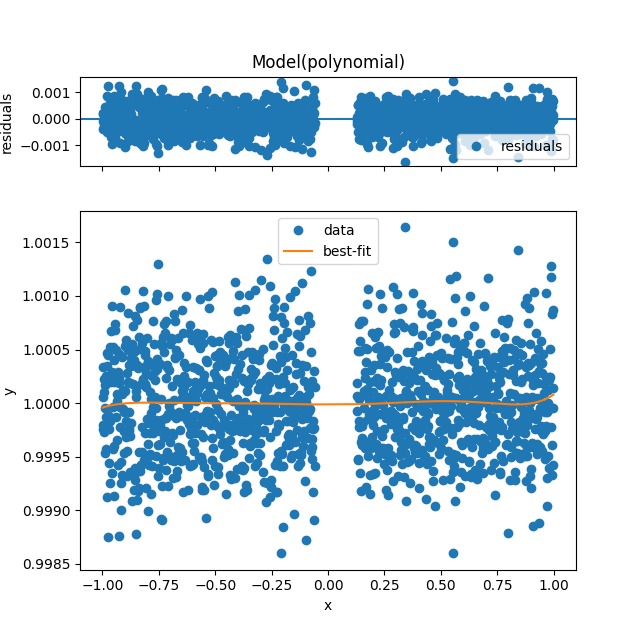 Model(polynomial)
0.001
0.000
−0.001
residuals
residuals
data
best-fit
1.0015
1.0010
1.0005
1.0000
0.9995
0.9990
0.9985
y
−1.00 −0.75 −0.50 −0.25 0.00 0.25 0.50 0.75 1.00
x